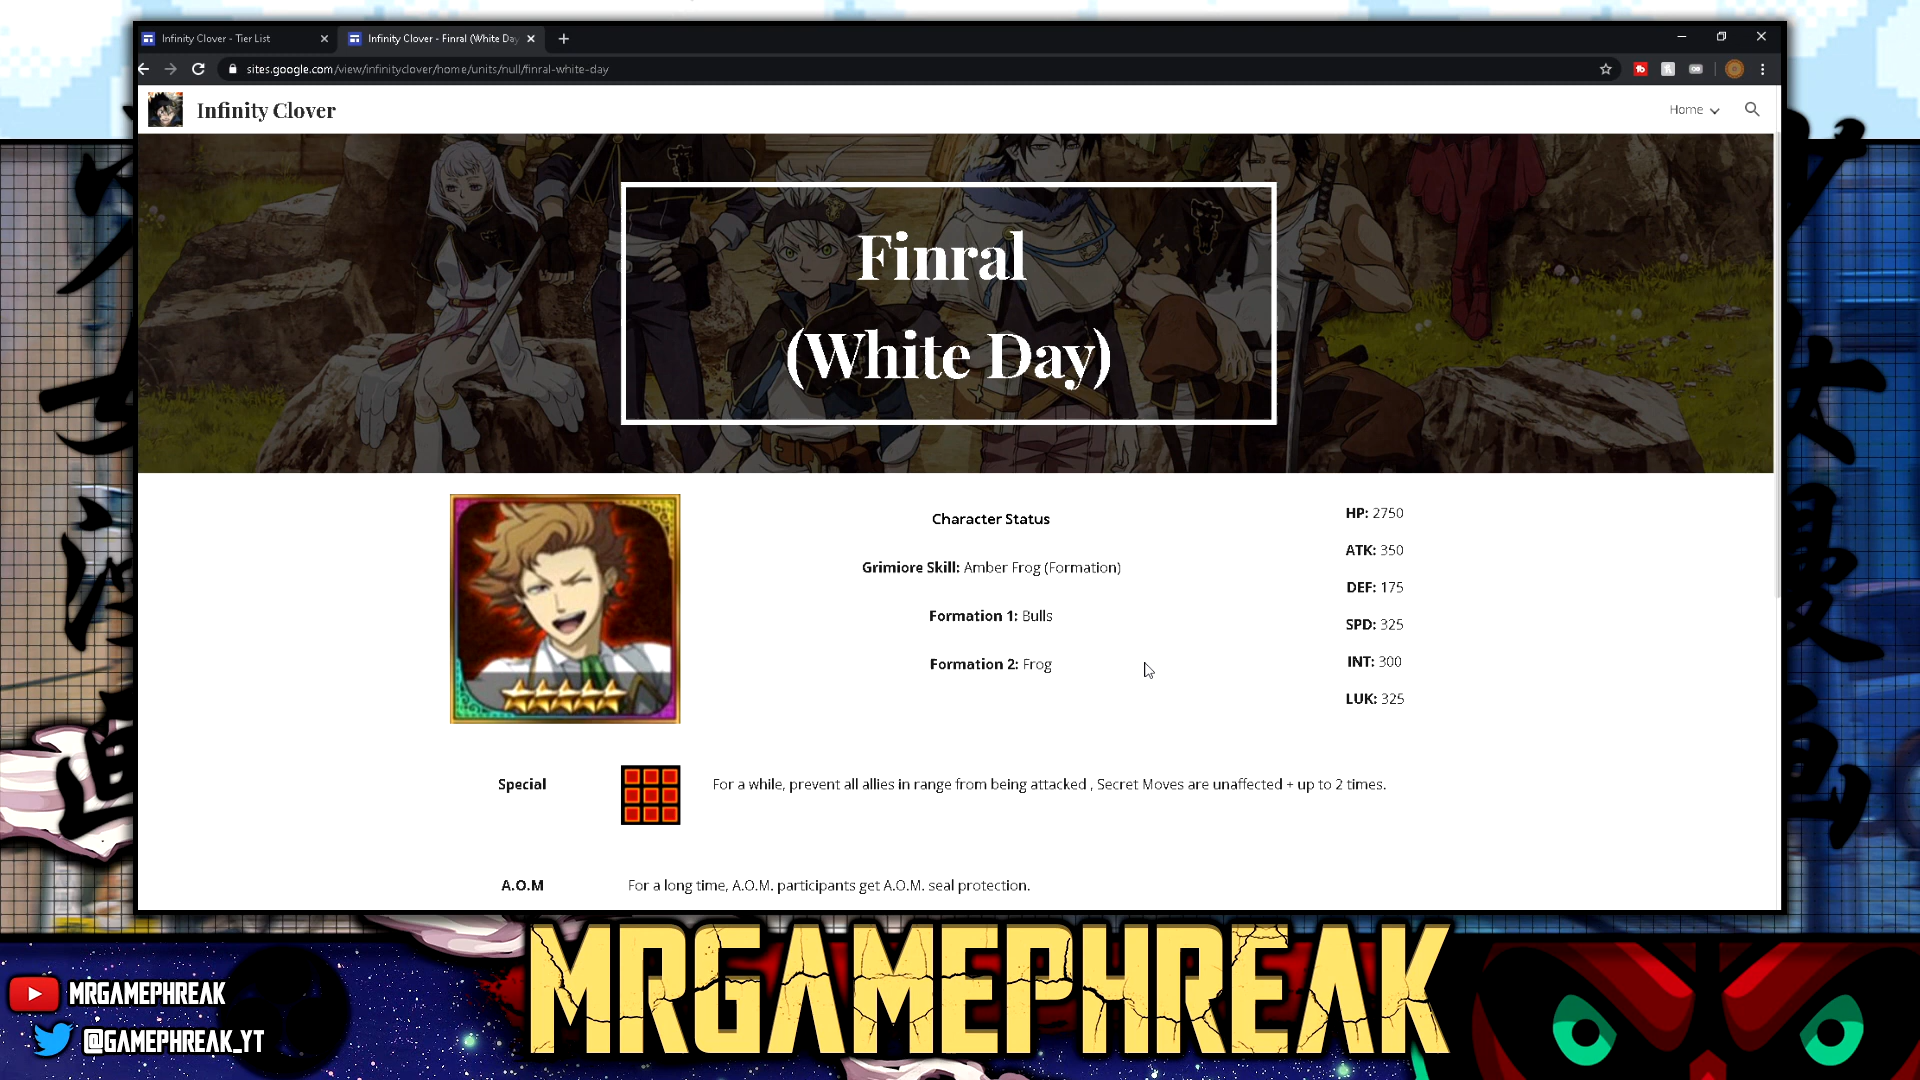 Infinity Clover - Tier List
Infinity Clover - Finral (White Day
sites.google.com/view/infinityclover/home/units/null/finral-white-day
Infinity Clover
Home
Finral
(White Day)
Character Status
Grimiore Skill: Amber Frog (Formation)
Formation 1: Bulls
Formation 2: Frog
HP: 2750
ATK: 350
DEF: 175
SPD: 325
INT: 300
LUK: 325
Special
For a while, prevent all allies in range from being attacked , Secret Moves are unaffected + up to 2 times.
A.O.M
For a long time, A.O.M. participants get A.O.M. seal protection.
MRGAMEPHREAK
MRGAMEPHREAK
@GAMEPHREAK_YT